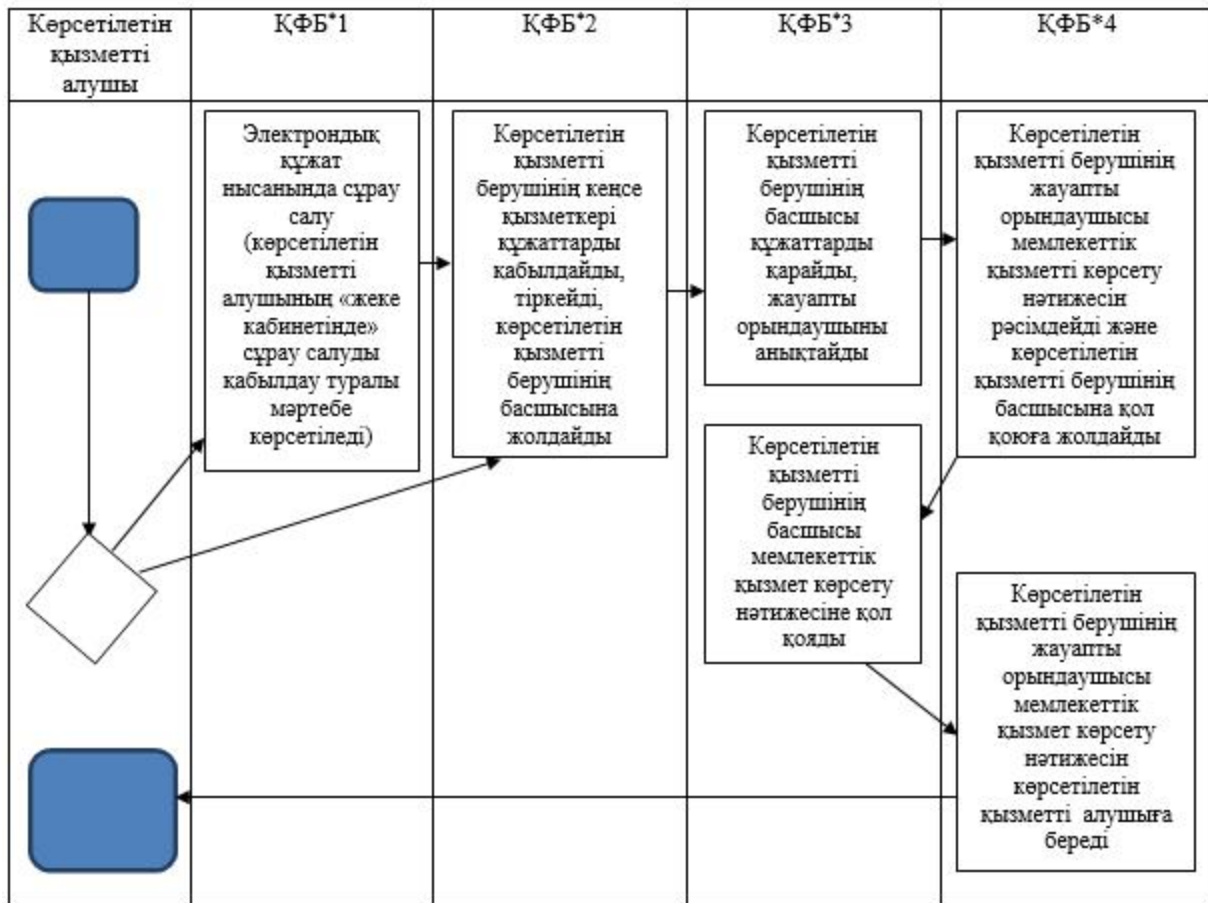 Көрсетілетін
қызметті
алушы
ҚФБ*1
ҚФБ*2
ҚФБ*3
ҚФБ*4
Электрондық
құжат
нысанында сұрау
салу
(көрсетілетін
қызметті
алушының «жеке
кабинетінде»
сұрау салуды
қабылдау туралы
мәртебе
көрсетіледі)
Көрсетілетін
қызметті
берушінің кеңсе
қызметкері
құжаттарды
қабылдайды,
тіркейді,
көрсетілетін
қызметті
берушінің
басшысына
жолдайды
Көрсетілетін
қызметті
берушінің
басшысы
құжаттарды
қарайды,
жауапты
орындаушыны
анықтайды
Көрсетілетін
қызметті берушінің
жауапты
орындаушысы
мемлекеттік
қызметті көрсету
нәтижесін
рәсімдейді және
көрсетілетін
қызметті берушінің
басшысына қол
қоюға жолдайды
Көрсетілетін
қызметті
берушінің
басшысы
мемлекеттік
қызмет көрсету
нәтижесіне қол
қояды
Көрсетілетін
қызметті берушінің
жауапты
орындаушысы
мемлекеттік
қызмет көрсету
нәтижесін
көрсетілетін
қызметті алушыға
береді